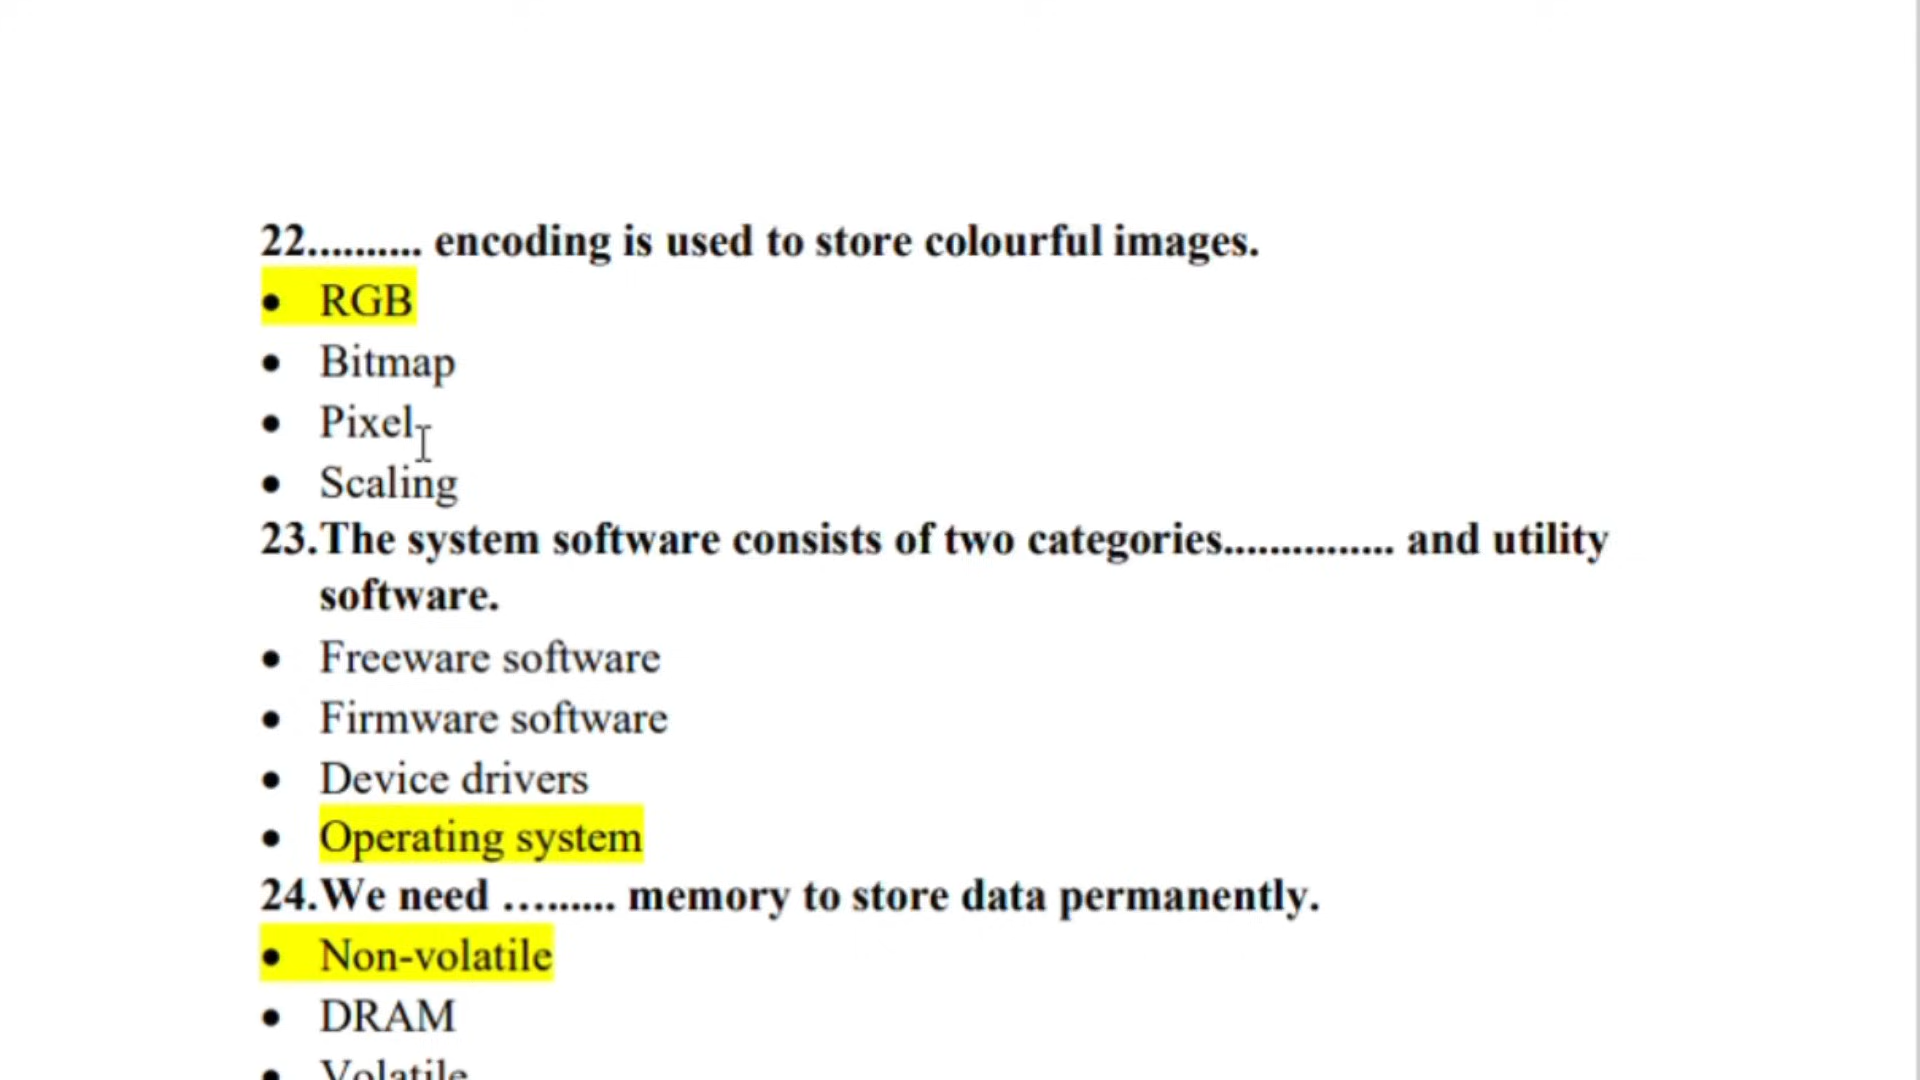 22.......... encoding is used to store colourful images.
• RGB
• Bitmap
• Pixel
• Scaling
23.The system software consists of two categories............... and utility
software.
• Freeware software
• Firmware software
• Device drivers
• Operating system
24.We need …...... memory to store data permanently.
• Non-volatile
• DRAM
• Volatile